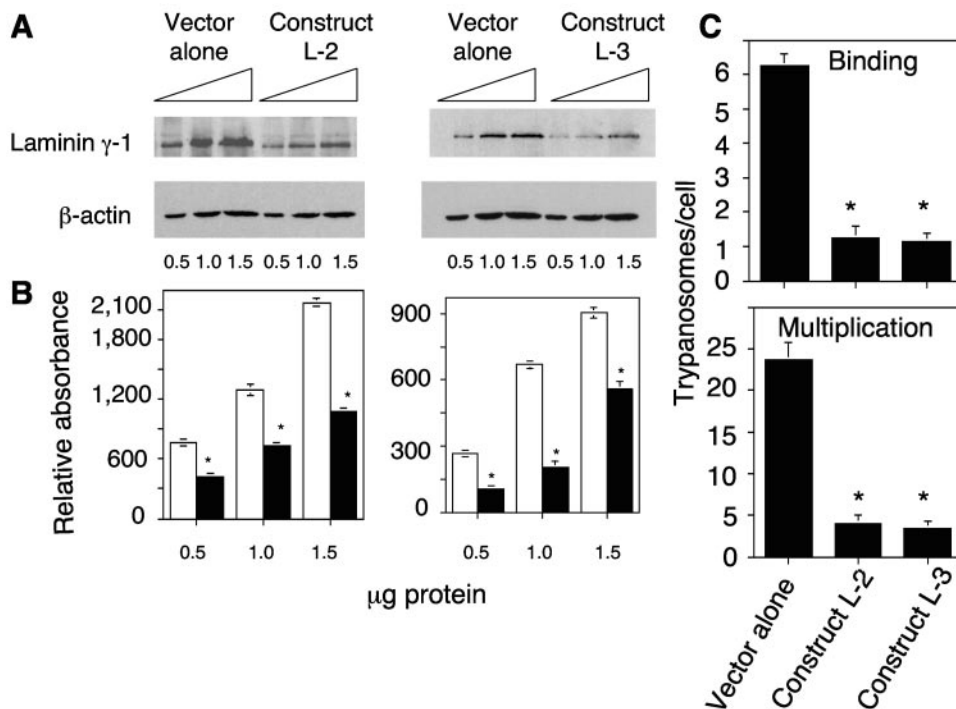 A
Vector alone
Construct L-2
Vector alone
Construct L-3
Laminin γ-1
β-actin
0.5 1.0 1.5 0.5 1.0 1.5
0.5 1.0 1.5 0.5 1.0 1.5
B
Relative absorbance
2,100
1,800
1,200
600
0
* * *
0.5 1.0 1.5
900
600
300
0
* * *
0.5 1.0 1.5
μg protein
C
Trypanosomes/cell
Binding
6
5
4
3
2
1
0
* *
Multiplication
25
20
15
10
5
0
* *
Vector alone
Construct L-2
Construct L-3